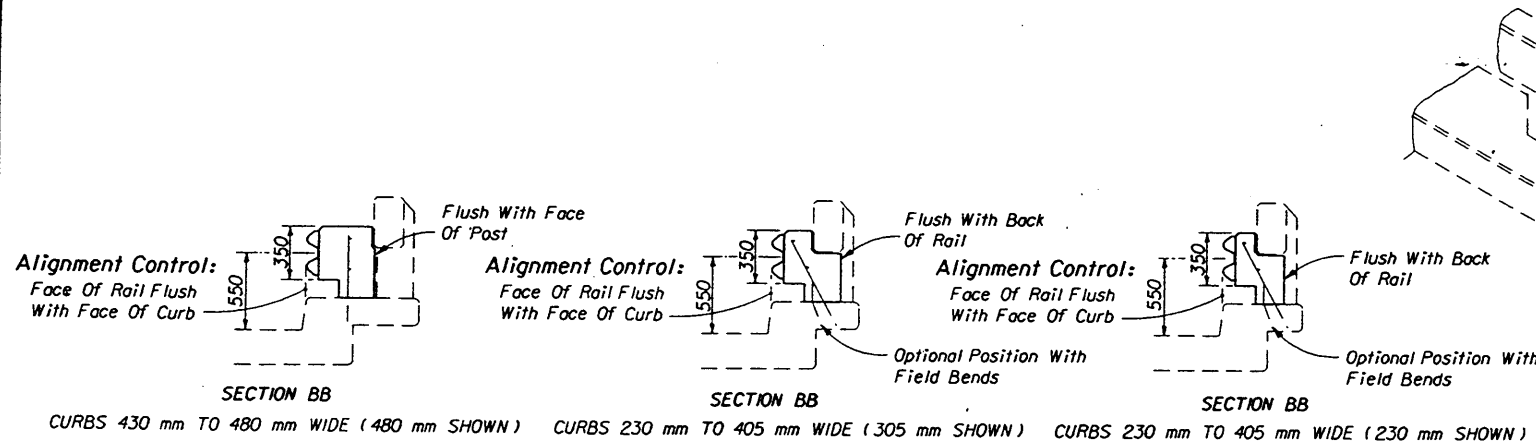 Flush With Face
Of Post
350
550
Alignment Control:
Face Of Rail Flush
With Face Of Curb
SECTION BB
CURBS 430 mm TO 480 mm WIDE (480 mm SHOWN)
Flush With Back
Of Rail
350
550
Alignment Control:
Face Of Rail Flush
With Face Of Curb
Optional Position With
Field Bends
SECTION BB
CURBS 230 mm TO 405 mm WIDE (305 mm SHOWN)
Flush With Back
Of Rail
350
550
Alignment Control:
Face Of Rail Flush
With Face Of Curb
Optional Position With
Field Bends
SECTION BB
CURBS 230 mm TO 405 mm WIDE (230 mm SHOWN)